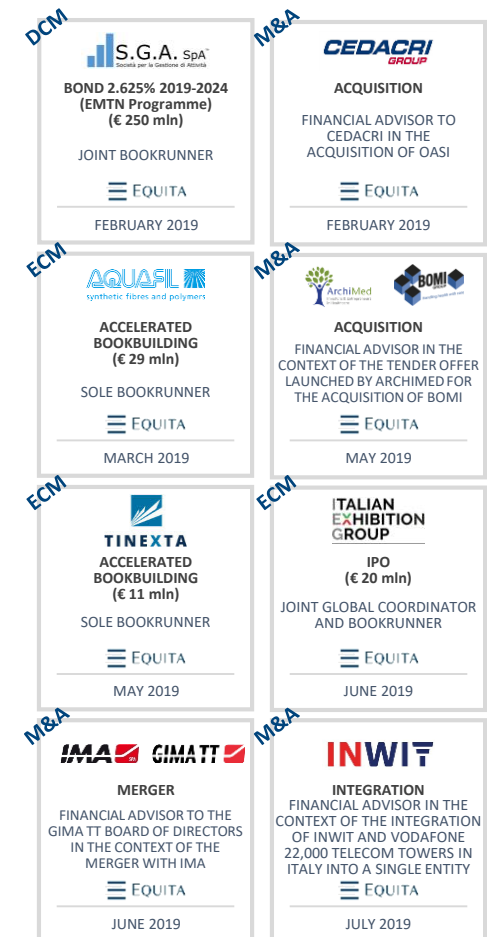 DCM
S.G.A. SpA
Società per la Gestione di Attività
BOND 2.625% 2019-2024
(EMTN Programme)
(€ 250 mln)
JOINT BOOKRUNNER
EQUITA
FEBRUARY 2019
M&A
CEDACRI
GROUP
ACQUISITION
FINANCIAL ADVISOR TO
CEDACRI IN THE
ACQUISITION OF OASI
EQUITA
FEBRUARY 2019
ECM
AQUAFIL
synthetic fibres and polymers
ACCELERATED
BOOKBUILDING
(€ 29 mln)
SOLE BOOKRUNNER
EQUITA
MARCH 2019
M&A
ArchiMed
BOMI
GROUP
ACQUISITION
FINANCIAL ADVISOR IN THE
CONTEXT OF THE TENDER OFFER
LAUNCHED BY ARCHIMED FOR
THE ACQUISITION OF BOMI
EQUITA
MAY 2019
ECM
TINEXTA
ACCELERATED
BOOKBUILDING
(€ 11 mln)
SOLE BOOKRUNNER
EQUITA
MAY 2019
ECM
ITALIAN
EXHIBITION
GROUP
IPO
(€ 20 mln)
JOINT GLOBAL COORDINATOR
AND BOOKRUNNER
EQUITA
JUNE 2019
M&A
IMA GIMA TT
MERGER
FINANCIAL ADVISOR TO THE
GIMA TT BOARD OF DIRECTORS
IN THE CONTEXT OF THE
MERGER WITH IMA
EQUITA
JUNE 2019
M&A
INWIT
INTEGRATION
FINANCIAL ADVISOR IN THE
CONTEXT OF THE INTEGRATION
OF INWIT AND VODAFONE
22,000 TELECOM TOWERS IN
ITALY INTO A SINGLE ENTITY
EQUITA
JULY 2019